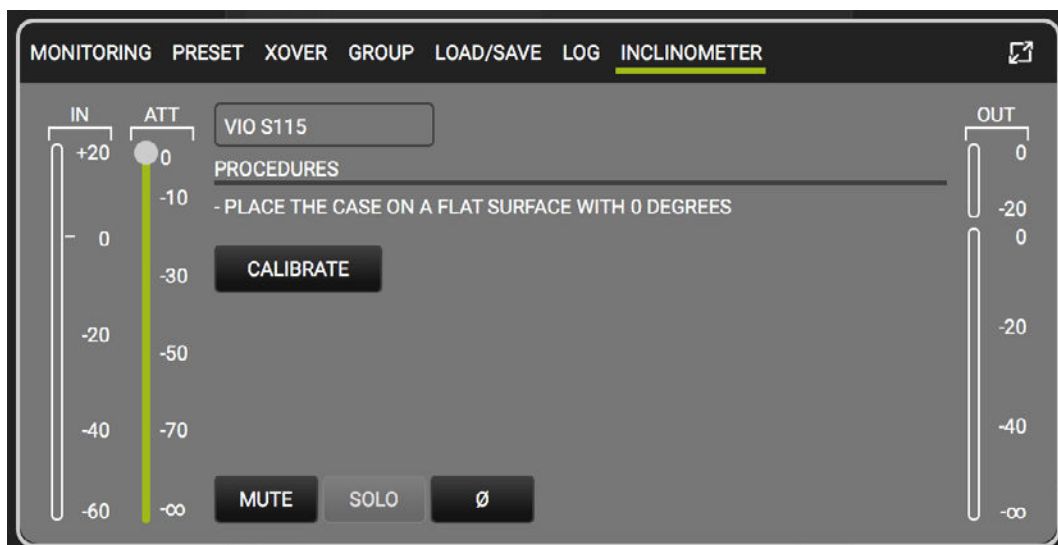 MONITORING PRESET XOVER GROUP LOAD/SAVE LOG INCLINOMETER
IN
+20
0
-20
-40
-60
ATT
0
-10
-30
-50
-70
-∞
VIO S115
PROCEDURES
- PLACE THE CASE ON A FLAT SURFACE WITH 0 DEGREES
CALIBRATE
MUTE SOLO Ø
OUT
0
-20
0
-20
-40
-∞